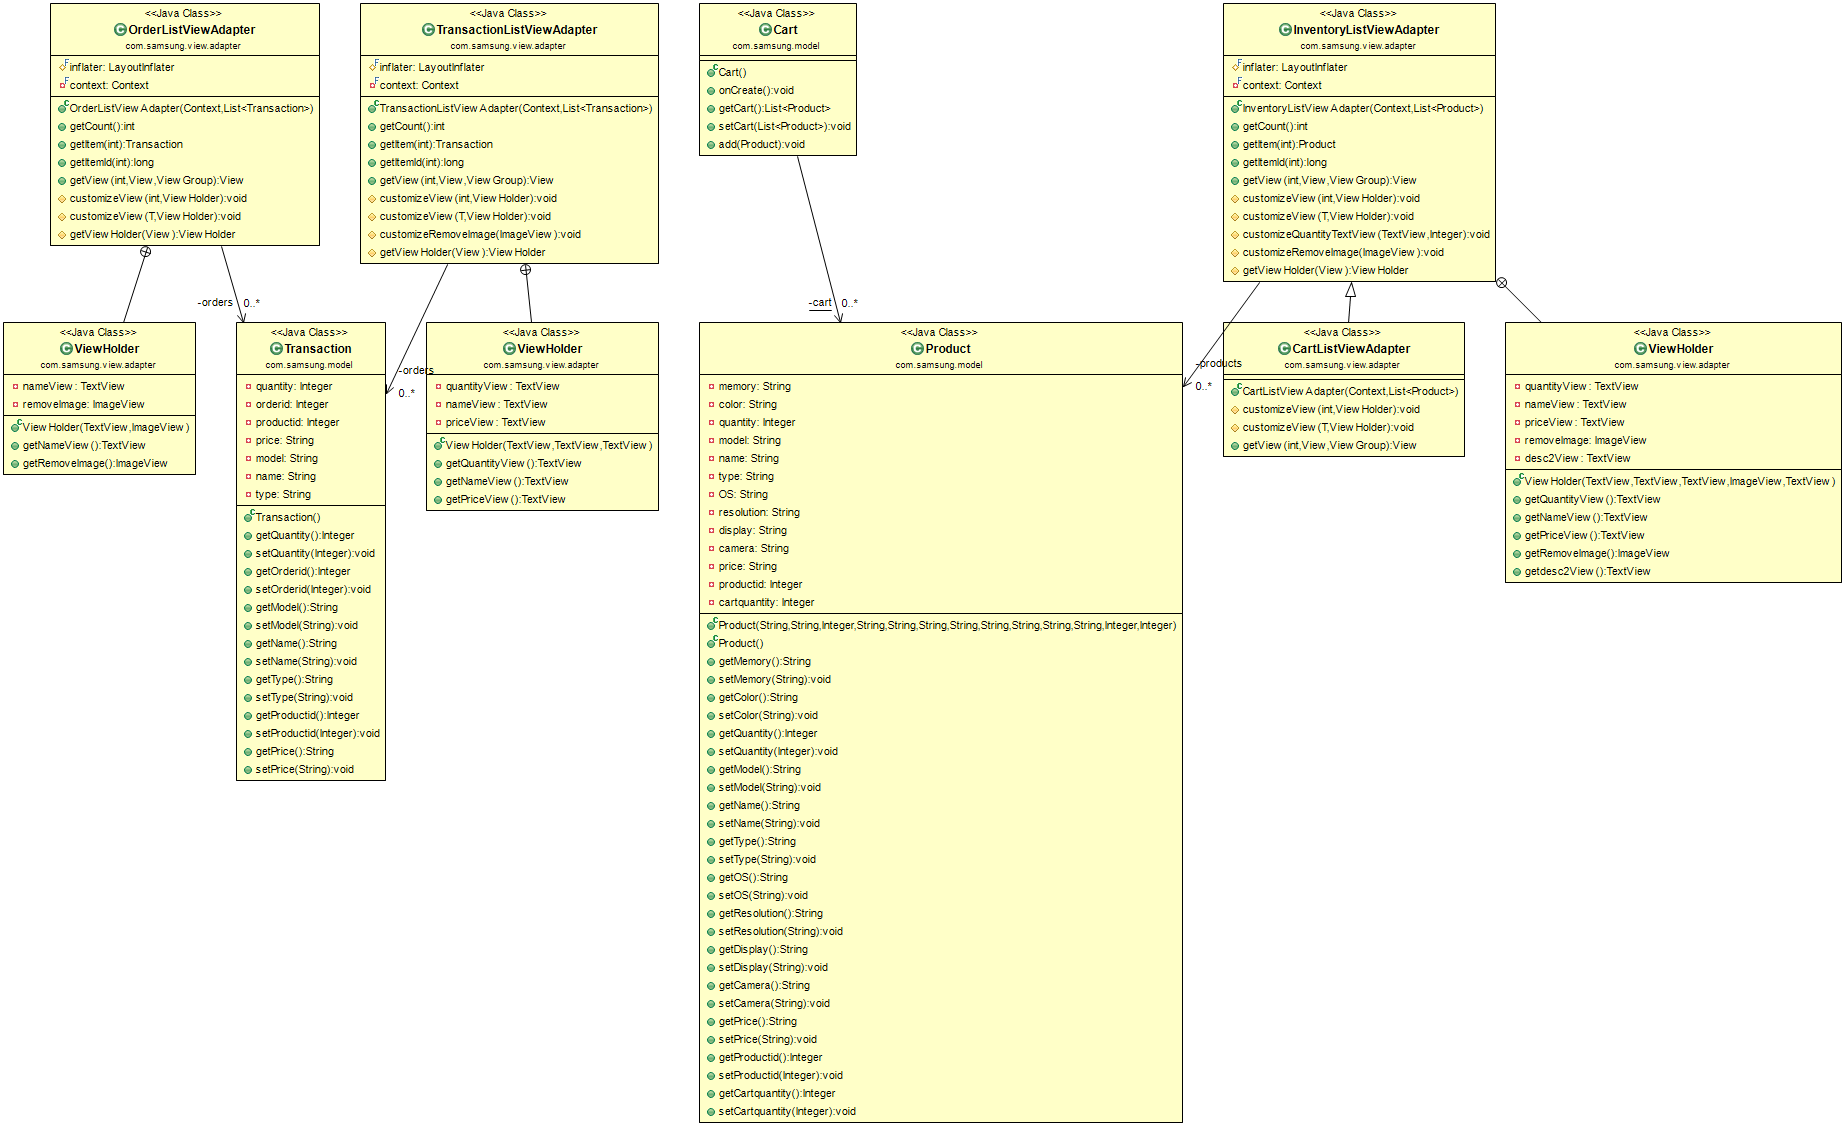 <<Java Class>>
OrderListViewAdapter
com.samsung.view.adapter
inflater: LayoutInflater
context: Context
OrderListViewAdapter(Context,List<Transaction>)
getCount():int
getItem(int):Transaction
getItemId(int):long
getView(int,View,ViewGroup):View
customizeView(int,ViewHolder):void
customizeView(T,ViewHolder):void
getViewHolder(View):ViewHolder
<<Java Class>>
TransactionListViewAdapter
com.samsung.view.adapter
inflater: LayoutInflater
context: Context
TransactionListViewAdapter(Context,List<Transaction>)
getCount():int
getItem(int):Transaction
getItemId(int):long
getView(int,View,ViewGroup):View
customizeView(int,ViewHolder):void
customizeView(T,ViewHolder):void
customizeRemoveImage(ImageView):void
getViewHolder(View):ViewHolder
<<Java Class>>
Cart
com.samsung.model
Cart()
onCreate():void
getCart():List<Product>
setCart(List<Product>):void
add(Product):void
<<Java Class>>
InventoryListViewAdapter
com.samsung.view.adapter
inflater: LayoutInflater
context: Context
InventoryListViewAdapter(Context,List<Product>)
getCount():int
getItem(int):Product
getItemId(int):long
getView(int,View,ViewGroup):View
customizeView(int,ViewHolder):void
customizeView(T,ViewHolder):void
customizeQuantityTextView(TextView,Integer):void
customizeRemoveImage(ImageView):void
getViewHolder(View):ViewHolder
-orders 0..*
-cart 0..*
-orders
0..*
-products
0..*
<<Java Class>>
ViewHolder
com.samsung.view.adapter
nameView: TextView
removeImage: ImageView
ViewHolder(TextView,ImageView)
getNameView():TextView
getRemoveImage():ImageView
<<Java Class>>
Transaction
com.samsung.model
quantity: Integer
orderid: Integer
productid: Integer
price: String
model: String
name: String
type: String
Transaction()
getQuantity():Integer
setQuantity(Integer):void
getOrderid():Integer
setOrderid(Integer):void
getModel():String
setModel(String):void
getName():String
setName(String):void
getType():String
setType(String):void
getProductid():Integer
setProductid(Integer):void
getPrice():String
setPrice(String):void
<<Java Class>>
ViewHolder
com.samsung.view.adapter
quantityView: TextView
nameView: TextView
priceView: TextView
ViewHolder(TextView,TextView,TextView)
getQuantityView():TextView
getNameView():TextView
getPriceView():TextView
<<Java Class>>
Product
com.samsung.model
memory: String
color: String
quantity: Integer
model: String
name: String
type: String
OS: String
resolution: String
display: String
camera: String
price: String
productid: Integer
cartquantity: Integer
Product(String,String,Integer,String,String,String,String,String,String,String,String,Integer,Integer)
Product()
getMemory():String
setMemory(String):void
getColor():String
setColor(String):void
getQuantity():Integer
setQuantity(Integer):void
getModel():String
setModel(String):void
getName():String
setName(String):void
getType():String
setType(String):void
getOS():String
setOS(String):void
getResolution():String
setResolution(String):void
getDisplay():String
setDisplay(String):void
getCamera():String
setCamera(String):void
getPrice():String
setPrice(String):void
getProductid():Integer
setProductid(Integer):void
getCartquantity():Integer
setCartquantity(Integer):void
<<Java Class>>
CartListViewAdapter
com.samsung.view.adapter
CartListViewAdapter(Context,List<Product>)
customizeView(int,ViewHolder):void
customizeView(T,ViewHolder):void
getView(int,View,ViewGroup):View
<<Java Class>>
ViewHolder
com.samsung.view.adapter
quantityView: TextView
nameView: TextView
priceView: TextView
removeImage: ImageView
desc2View: TextView
ViewHolder(TextView,TextView,TextView,ImageView,TextView)
getQuantityView():TextView
getNameView():TextView
getPriceView():TextView
getRemoveImage():ImageView
getdesc2View():TextView